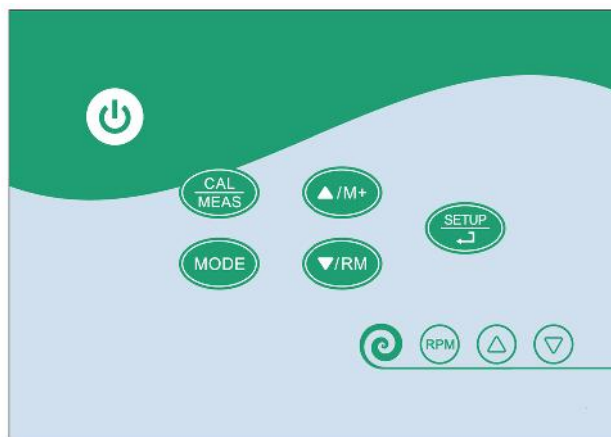 CAL
MEAS
▲/M+
SETUP
MODE
▼/RM
RPM